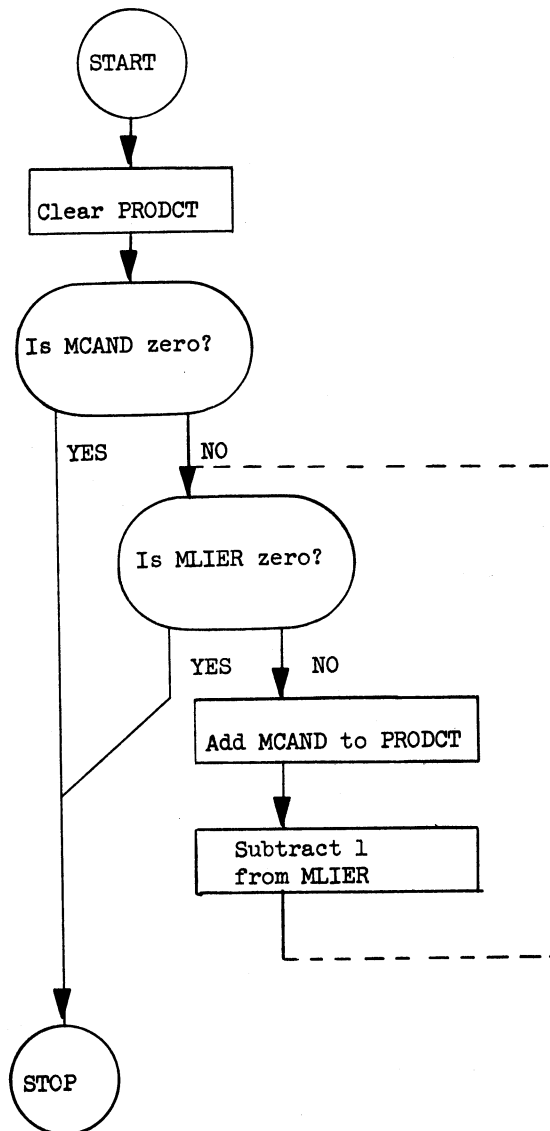 START
Clear PRODCT
Is MCAND zero?
YES
NO
Is MLIER zero?
YES
NO
Add MCAND to PRODCT
Subtract 1
from MLIER
STOP